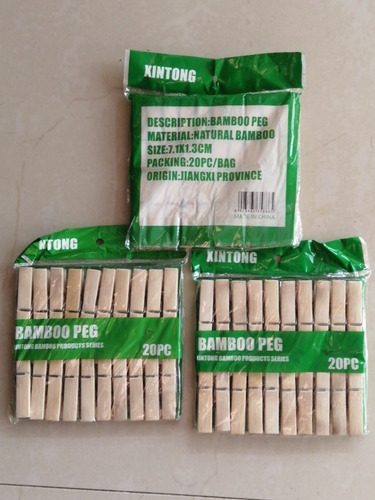 XINTONG
DESCRIPTION:BAMBOO PEG
MATERIAL:NATURAL BAMBOO
SIZE:7.1X1.3CM
PACKING:20PC/BAG
ORIGIN:JIANGXI PROVINCE
MADE IN CHINA
XINTONG
BAMBOO PEG
XINTONG BAMBOO PRODUCTS SERIES
20PC
XINTONG
BAMBOO PEG
XINTONG BAMBOO PRODUCTS SERIES
20PC